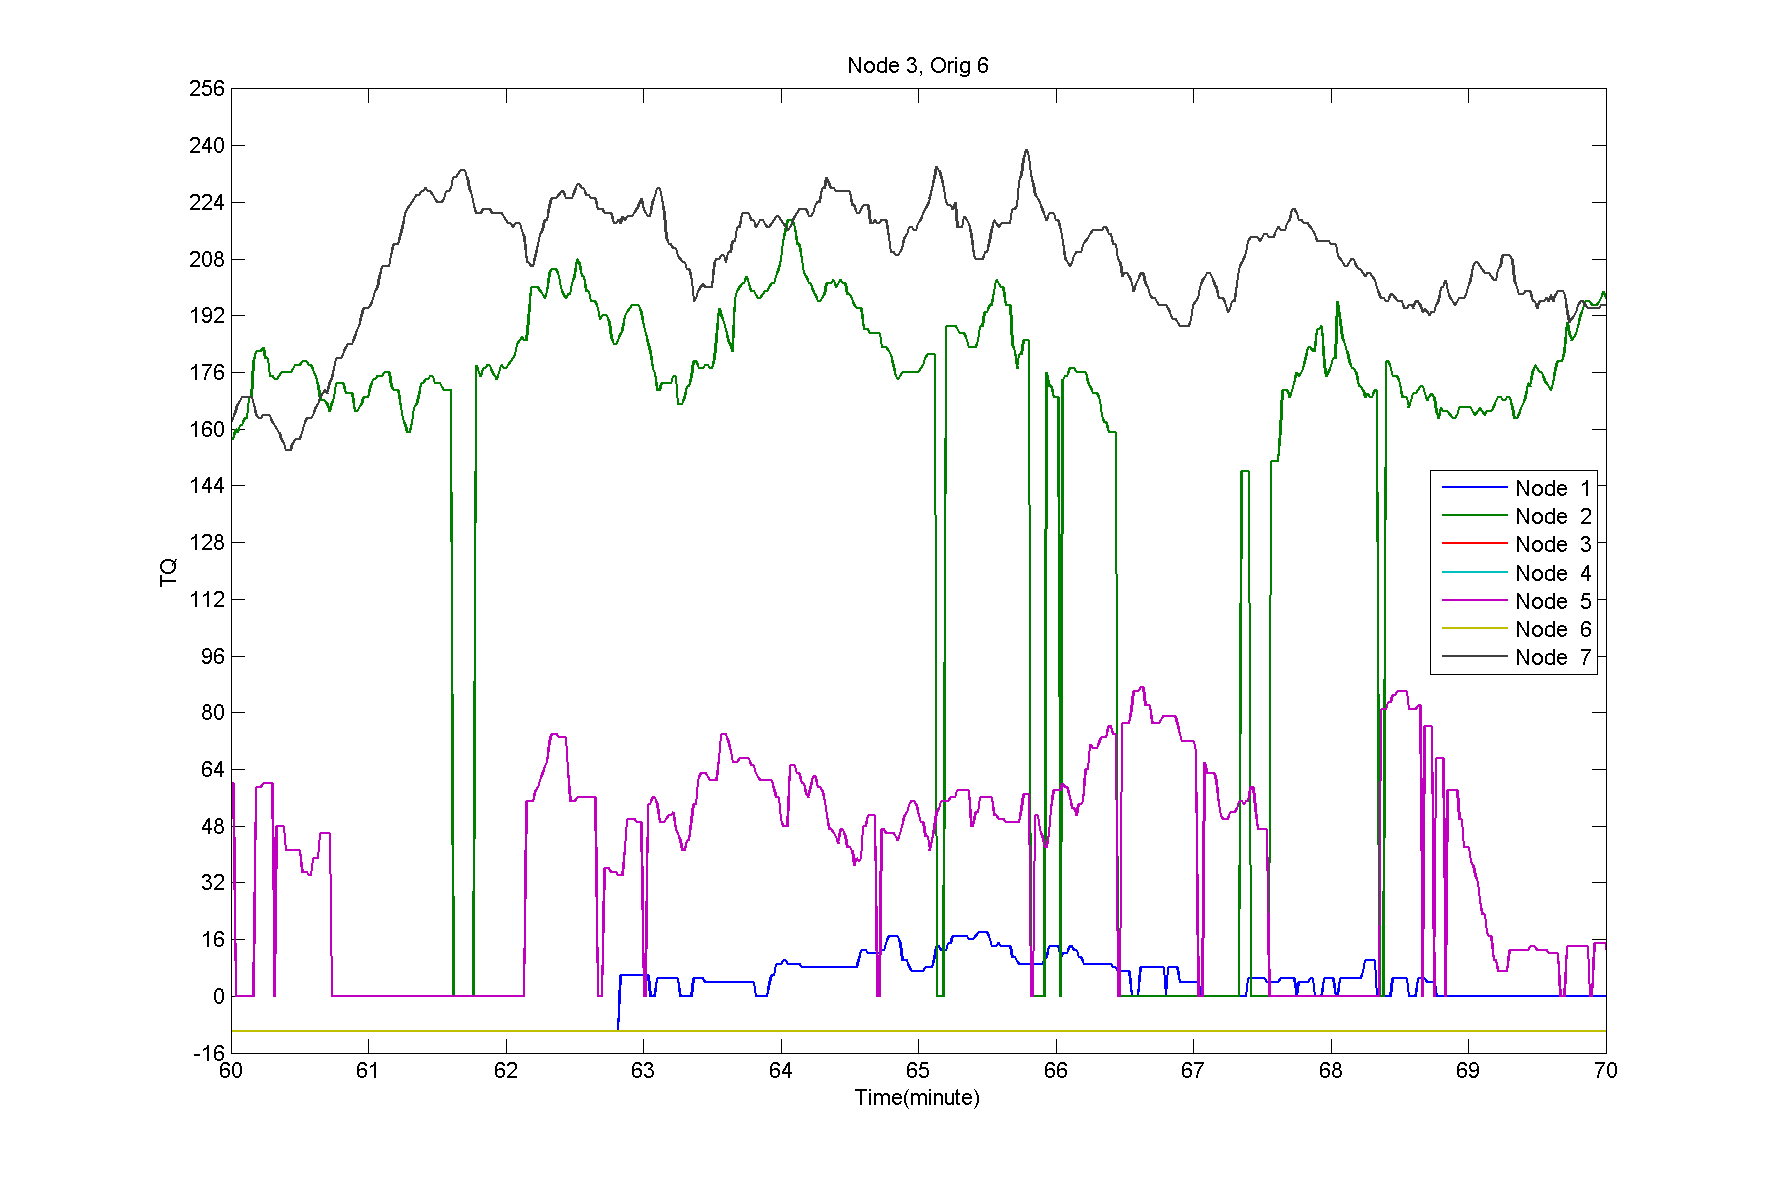 Node 3, Orig 6
256
240
224
208
192
176
160
144
128
112
96
80
64
48
32
16
0
-16
TQ
Node 1
Node 2
Node 3
Node 4
Node 5
Node 6
Node 7
60 61 62 63 64 65 66 67 68 69 70
Time(minute)